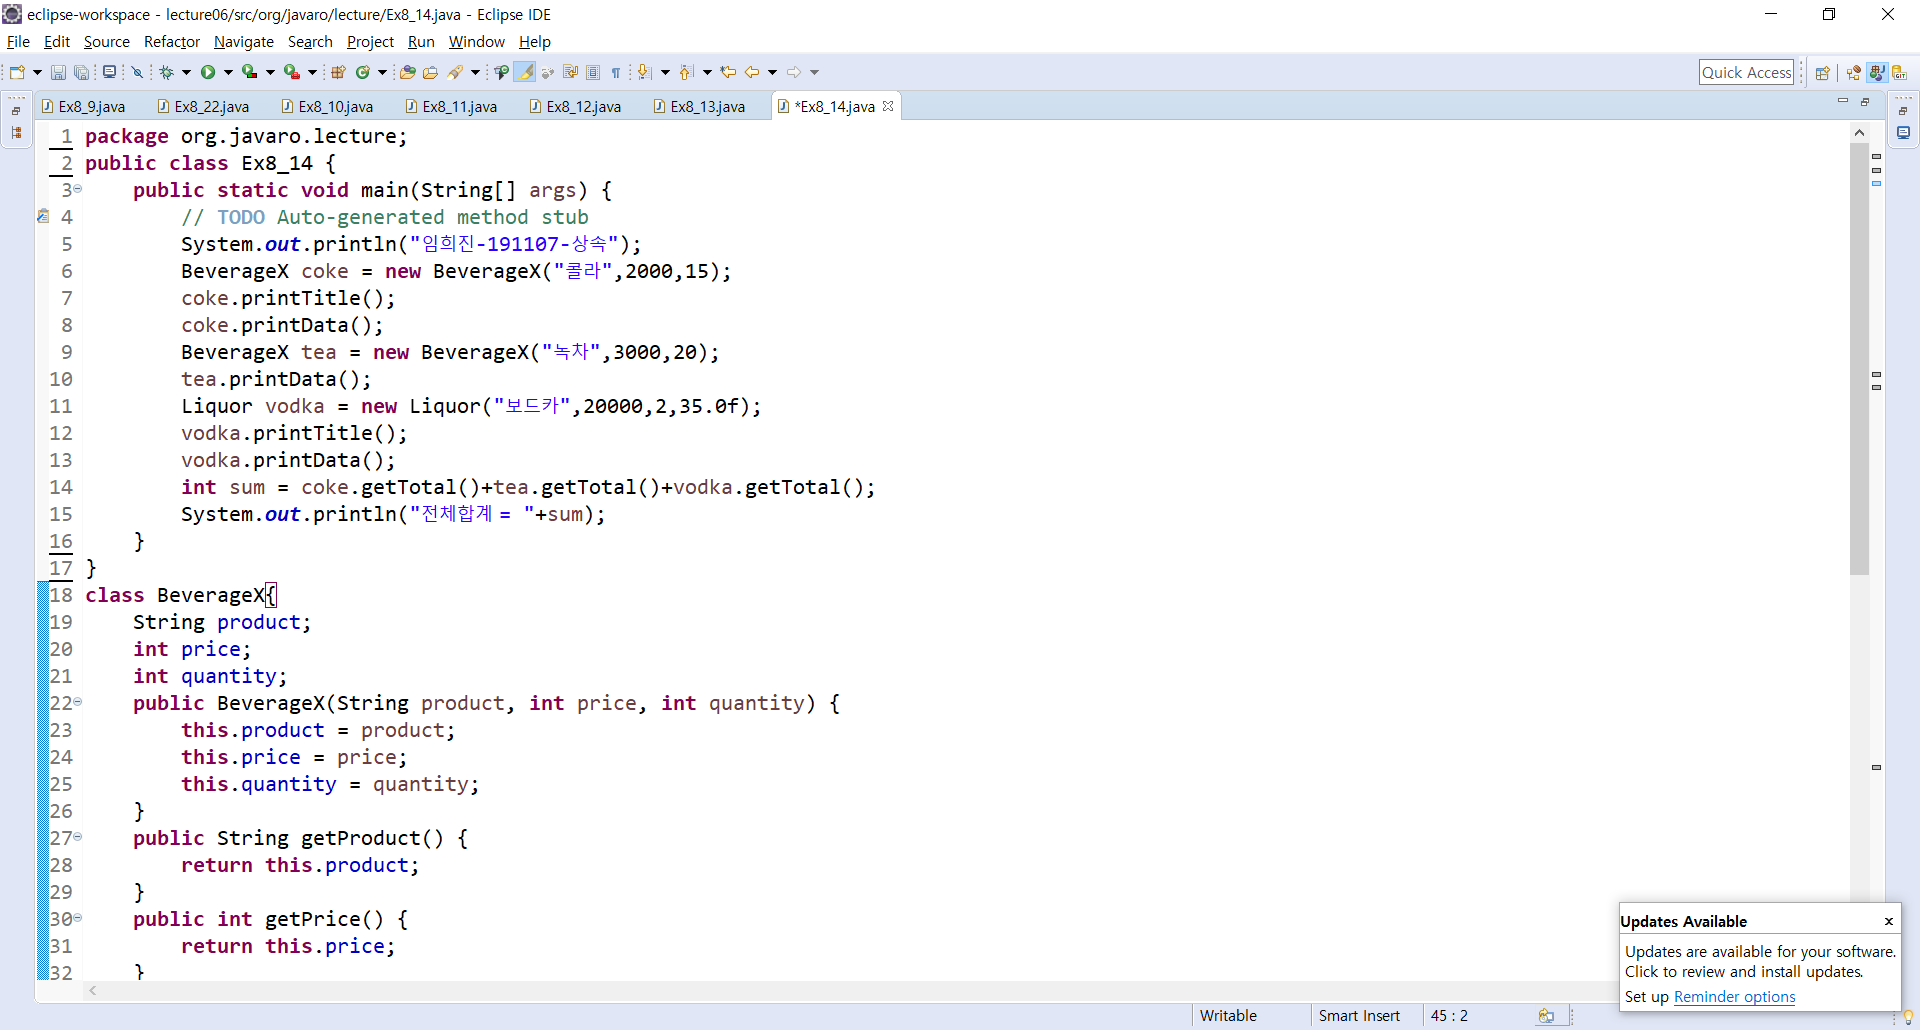 eclipse-workspace - lecture06/src/org/javaro/lecture/Ex8_14.java - Eclipse IDE
File Edit Source Refactor Navigate Search Project Run Window Help
Quick Access
Ex8_9.java Ex8_22.java Ex8_10.java Ex8_11.java Ex8_12.java Ex8_13.java *Ex8_14.java
1 package org.javaro.lecture;
2 public class Ex8_14 {
3 public static void main(String[] args) {
4 // TODO Auto-generated method stub
5 System.out.println("임희진-191107-상속");
6 BeverageX coke = new BeverageX("콜라",2000,15);
7 coke.printTitle();
8 coke.printData();
9 BeverageX tea = new BeverageX("녹차",3000,20);
10 tea.printData();
11 Liquor vodka = new Liquor("보드카",20000,2,35.0f);
12 vodka.printTitle();
13 vodka.printData();
14 int sum = coke.getTotal()+tea.getTotal()+vodka.getTotal();
15 System.out.println("전체합계 = "+sum);
16 }
17 }
18 class BeverageX{
19 String product;
20 int price;
21 int quantity;
22 public BeverageX(String product, int price, int quantity) {
23 this.product = product;
24 this.price = price;
25 this.quantity = quantity;
26 }
27 public String getProduct() {
28 return this.product;
29 }
30 public int getPrice() {
31 return this.price;
32 }
Updates Available x
Updates are available for your software.
Click to review and install updates.
Set up Reminder options
Writable Smart Insert 45 : 2